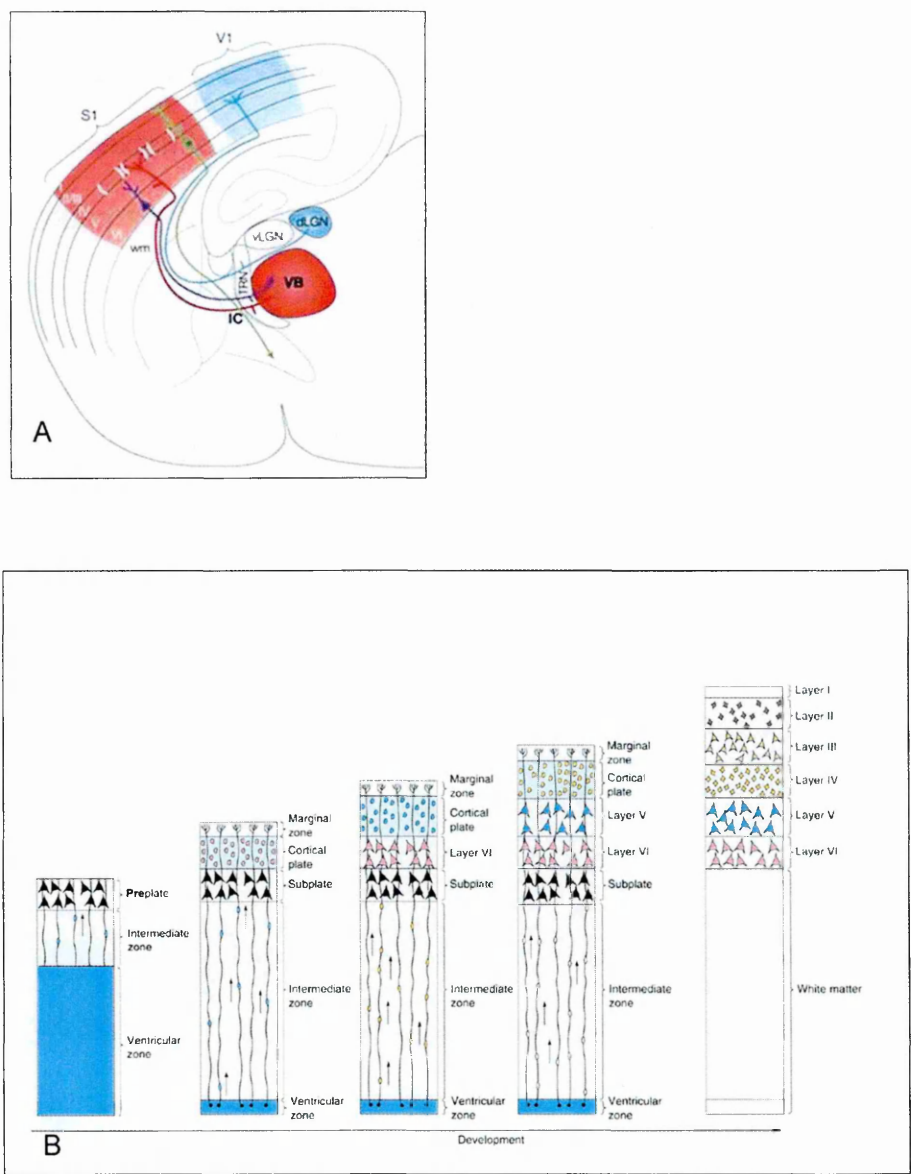 V1
S1
dLGN
vLGN
TRN
VB
wm
IC
A
Layer I
Layer II
Layer III
Layer IV
Layer V
Layer VI
White matter
Marginal
zone
Cortical
plate
Layer V
Layer VI
Subplate
Intermediate
zone
Ventricular
zone
Marginal
zone
Cortical
plate
Layer VI
Subplate
Intermediate
zone
Ventricular
zone
Marginal
zone
Cortical
plate
Subplate
Intermediate
zone
Ventricular
zone
Preplate
Intermediate
zone
Ventricular
zone
Development
B